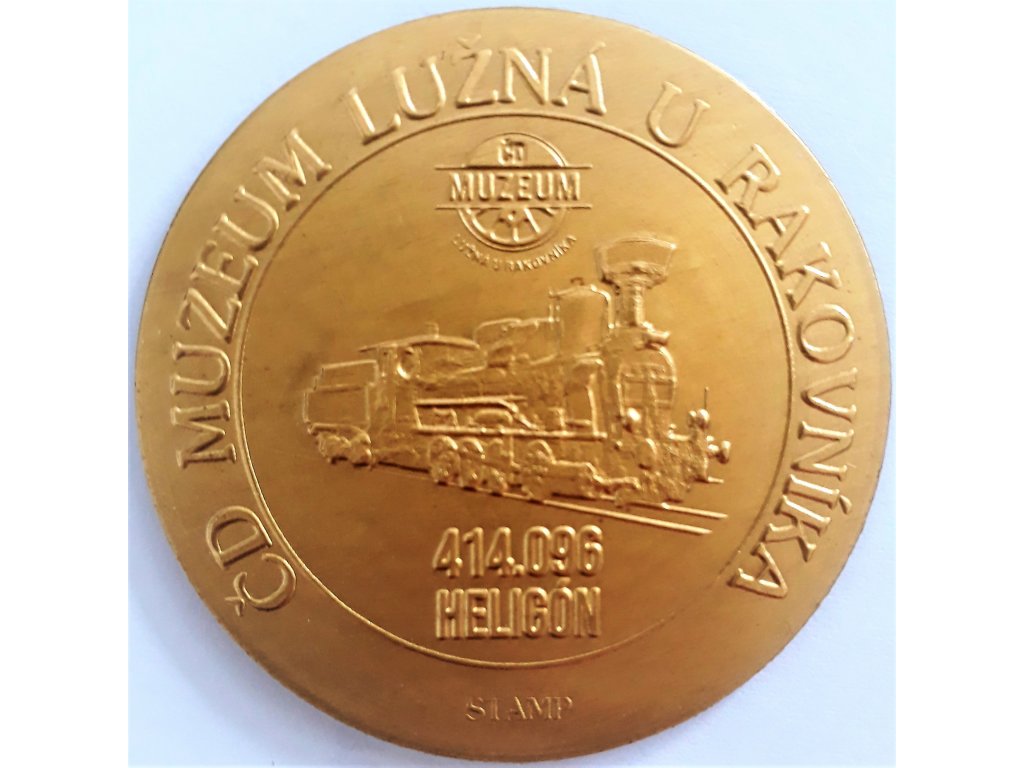 ČD MUZEUM LUŽNÁ U RAKOVNÍKA
ČD
MUZEUM
LUŽNÁ U RAKOVNÍKA
414.096
HELIGÓN
STAMP